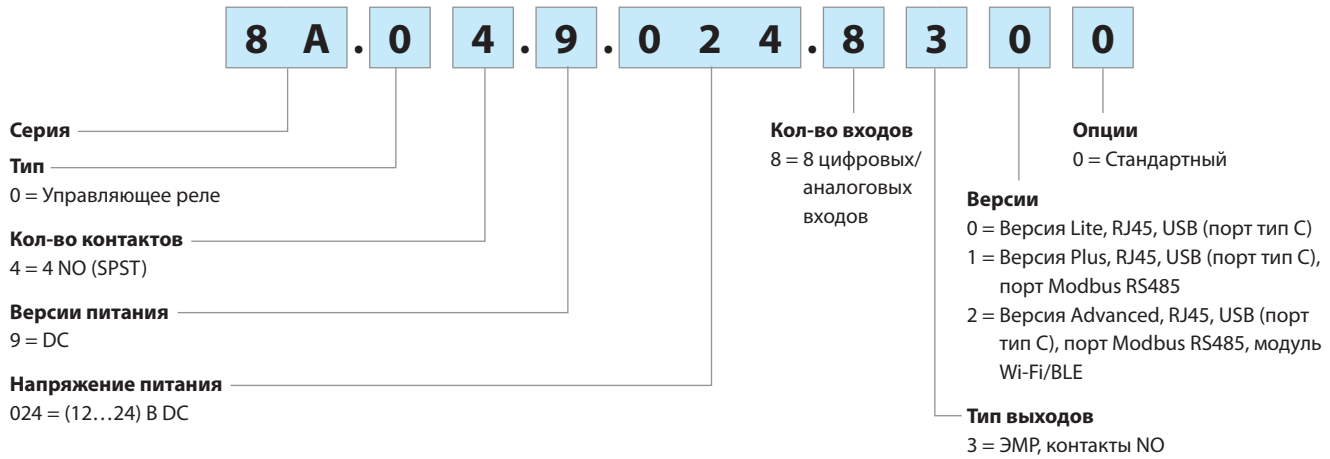 8 A . 0 4 . 9 . 0 2 4 . 8 3 0 0
Серия
Тип
0 = Управляющее реле
Кол-во контактов
4 = 4 NO (SPST)
Версии питания
9 = DC
Напряжение питания
024 = (12…24) В DC
Кол-во входов
8 = 8 цифровых/
аналоговых
входов
Опции
0 = Стандартный
Версии
0 = Версия Lite, RJ45, USB (порт тип C)
1 = Версия Plus, RJ45, USB (порт тип C),
порт Modbus RS485
2 = Версия Advanced, RJ45, USB (порт
тип C), порт Modbus RS485, модуль
Wi-Fi/BLE
Тип выходов
3 = ЭМР, контакты NO